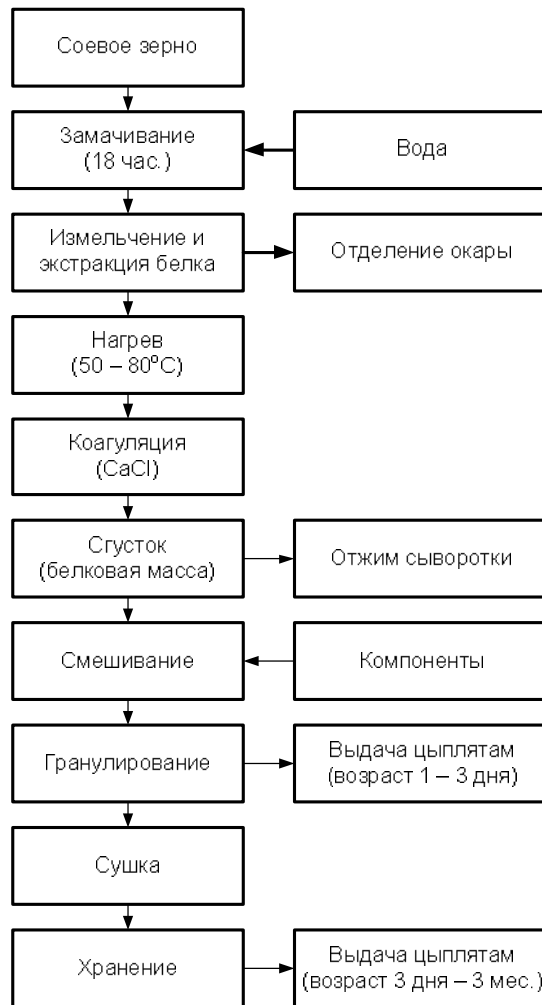 Соевое зерно
Замачивание
(18 час.)
Вода
Измельчение и
экстракция белка
Отделение окары
Нагрев
(50 – 80°С)
Коагуляция
(CaCl)
Сгусток
(белковая масса)
Отжим сыворотки
Смешивание
Компоненты
Гранулирование
Выдача цыплятам
(возраст 1 – 3 дня)
Сушка
Хранение
Выдача цыплятам
(возраст 3 дня – 3 мес.)